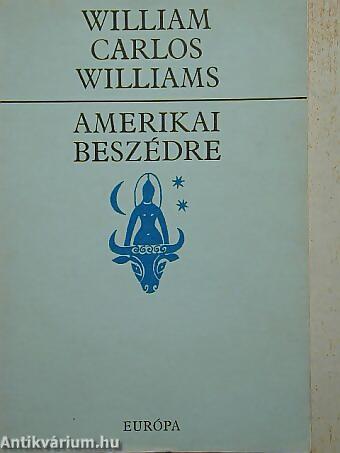 WILLIAM
CARLOS
WILLIAMS
AMERIKAI
BESZÉDRE
EURÓPA
Antikvárium.hu